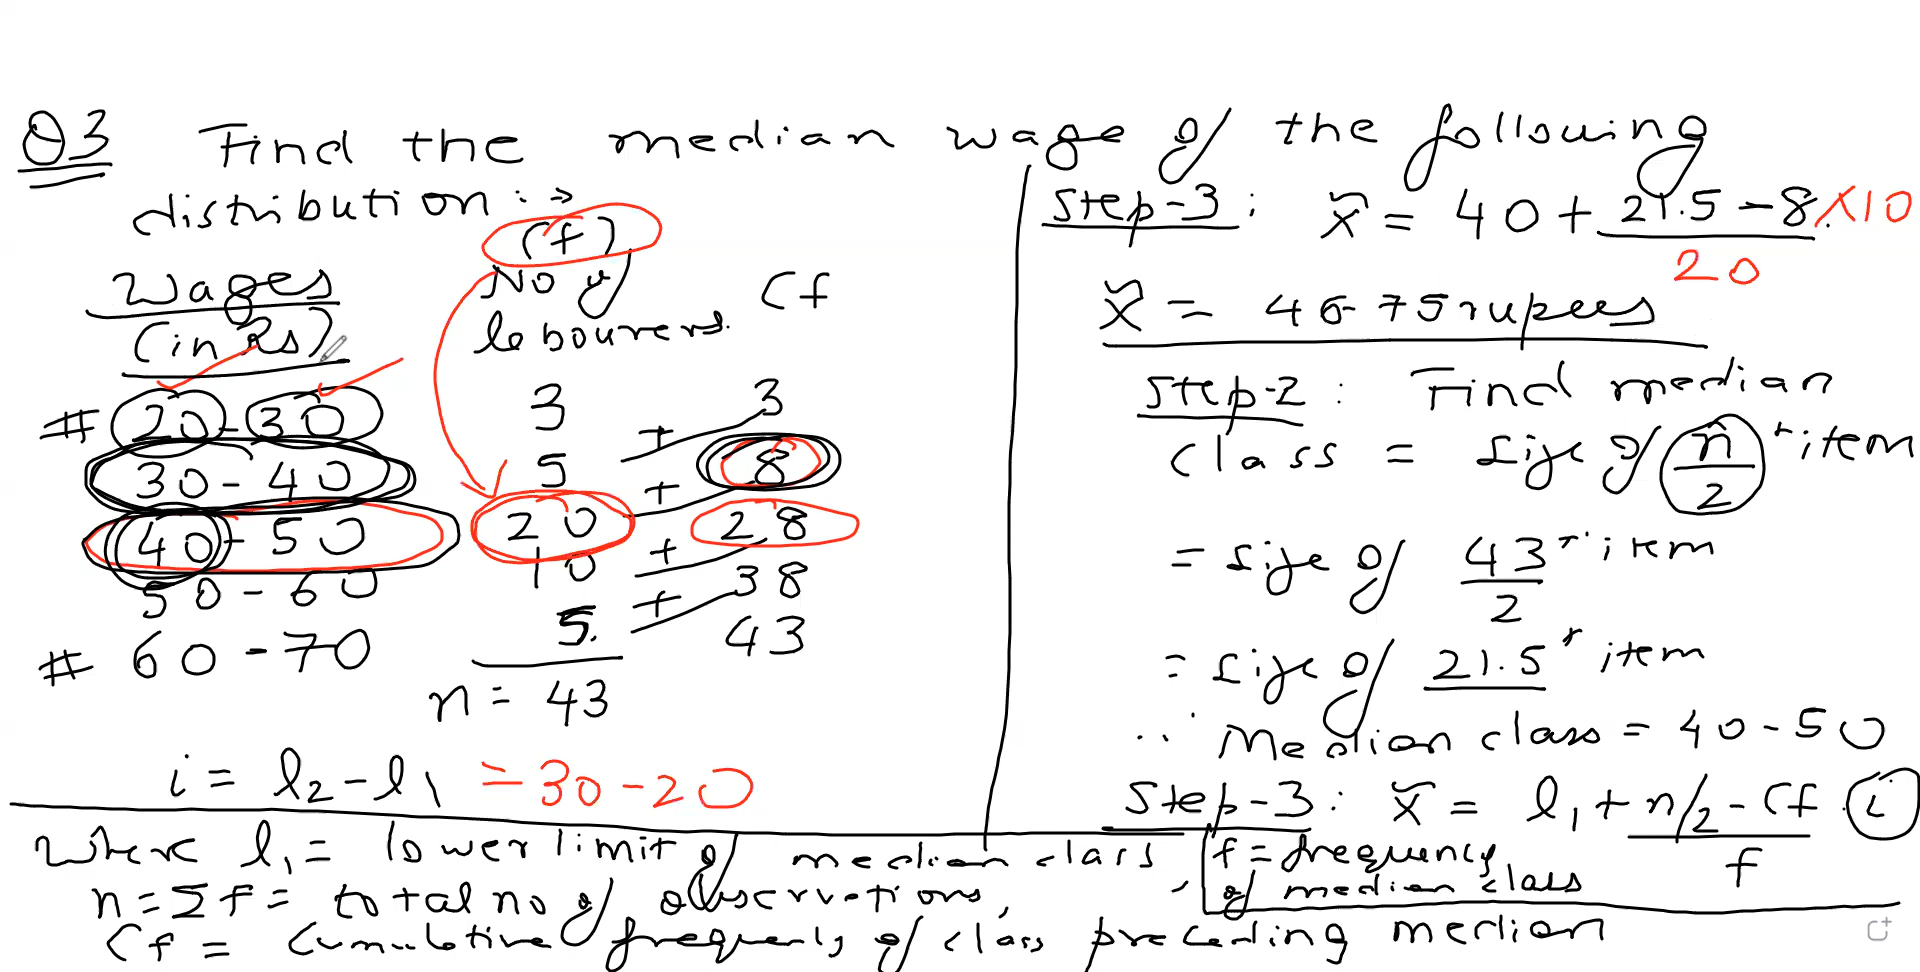 Q3 Find the median wage of the following
distribution :→
Wages
(in Rs)
(f)
No of
lebourers.
Cf
# 20-30 3 3
30-40 5 + 8
40-50 20 + 28
50-60 10 + 38
# 60-70 5. + 43
n = 43
i = l2-l1 = 30-20
Step-3: x̃ = 40 + 21.5-8/20 ×10
x̃ = 46.75 rupees
Step-2: Find median
class = size of n/2 item
= size of 43/2 item
= size of 21.5 item
∴ Median class = 40-50
Step-3: x̃ = l1 + n/2 - Cf/f . i
Where l1 = lower limit of median class,
n = Σf = total no of observations,
f = frequency
of median class
Cf = cumulative frequency of class preceding median